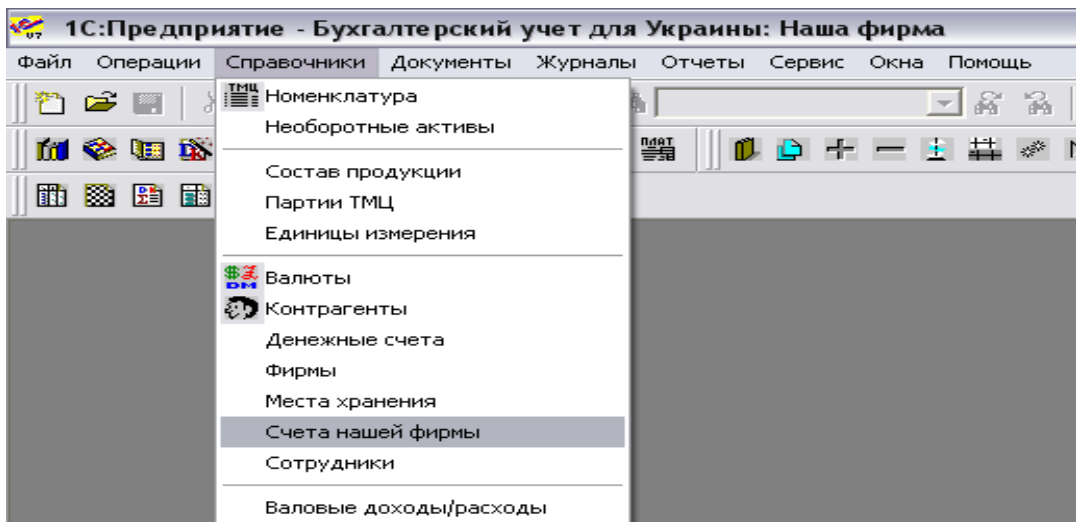 1С:Предприятие - Бухгалтерский учет для Украины: Наша фирма
Файл Операции Справочники Документы Журналы Отчеты Сервис Окна Помощь
ТМЦ Номенклатура
Необоротные активы
ПЛАТ
Состав продукции
Партии ТМЦ
Единицы измерения
Валюты
Контрагенты
Денежные счета
Фирмы
Места хранения
Счета нашей фирмы
Сотрудники
Валовые доходы/расходы